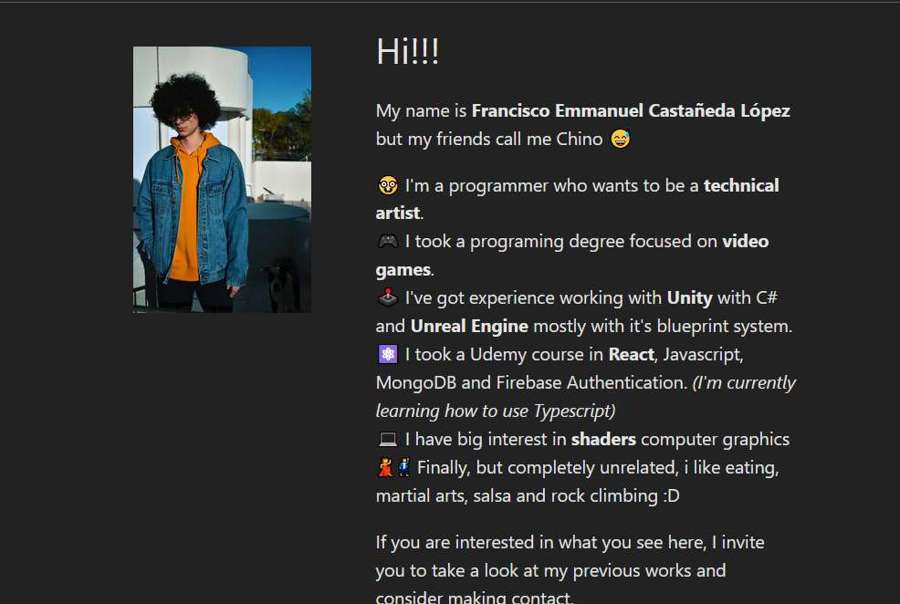 Hi!!!
My name is Francisco Emmanuel Castañeda López
but my friends call me Chino 😅
🤓 I'm a programmer who wants to be a technical
artist.
🎮 I took a programing degree focused on video
games.
🕹️ I've got experience working with Unity with C#
and Unreal Engine mostly with it's blueprint system.
⚛️ I took a Udemy course in React, Javascript,
MongoDB and Firebase Authentication. (I'm currently
learning how to use Typescript)
💻 I have big interest in shaders computer graphics
💃🕺 Finally, but completely unrelated, i like eating,
martial arts, salsa and rock climbing :D
If you are interested in what you see here, I invite
you to take a look at my previous works and
consider making contact.